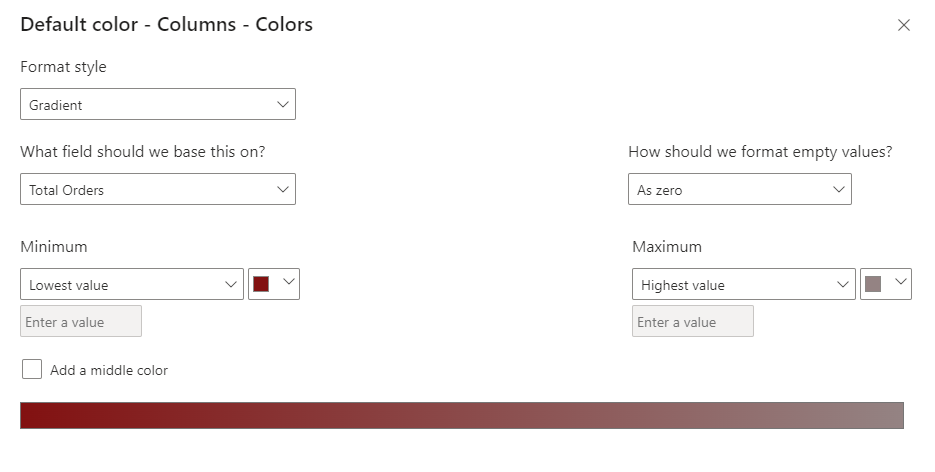 Default color - Columns - Colors
Format style
Gradient
What field should we base this on?
How should we format empty values?
Total Orders
As zero
Minimum
Maximum
Lowest value
Highest value
Enter a value
Enter a value
Add a middle color